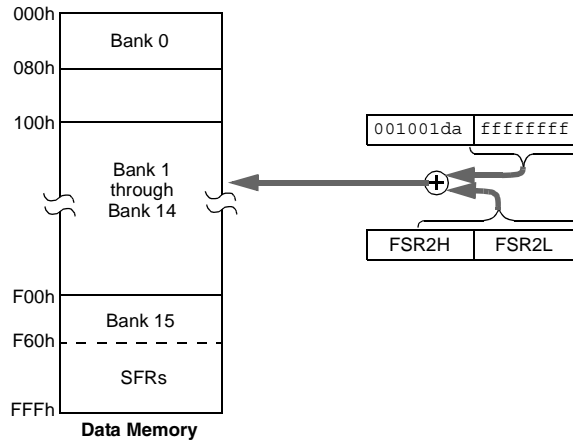 000h
Bank 0
080h
100h
Bank 1
through
Bank 14
F00h
Bank 15
F60h
SFRs
FFFh
Data Memory
001001da ffffffff
FSR2H FSR2L